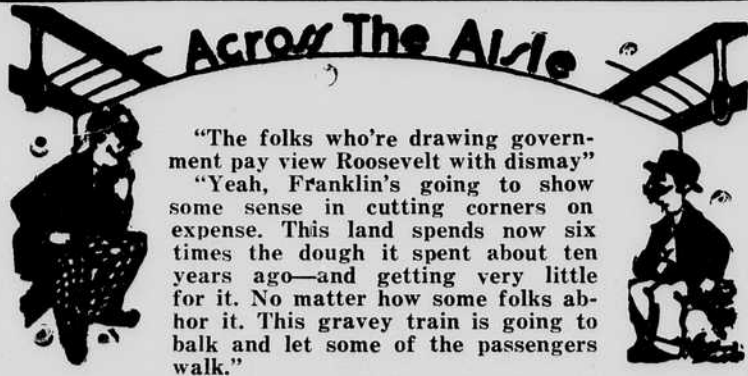 Across The Aisle
"The folks who're drawing govern-
ment pay view Roosevelt with dismay"
"Yeah, Franklin's going to show
some sense in cutting corners on
expense. This land spends now six
times the dough it spent about ten
years ago—and getting very little
for it. No matter how some folks ab-
hor it. This gravey train is going to
balk and let some of the passengers
walk."